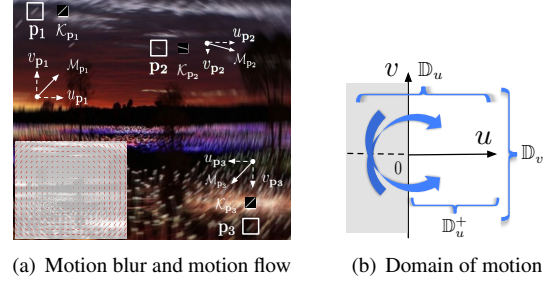 p₁ 𝒦ₚ₁
vₚ₁ ℳₚ₁
uₚ₁
p₂ 𝒦ₚ₂ uₚ₂
vₚ₂ ℳₚ₂
uₚ₃
ℳₚ₃ vₚ₃
𝒦ₚ₃
p₃
v 𝔻ᵤ
u 𝔻ᵥ
0
𝔻ᵤ⁺
(a) Motion blur and motion flow (b) Domain of motion